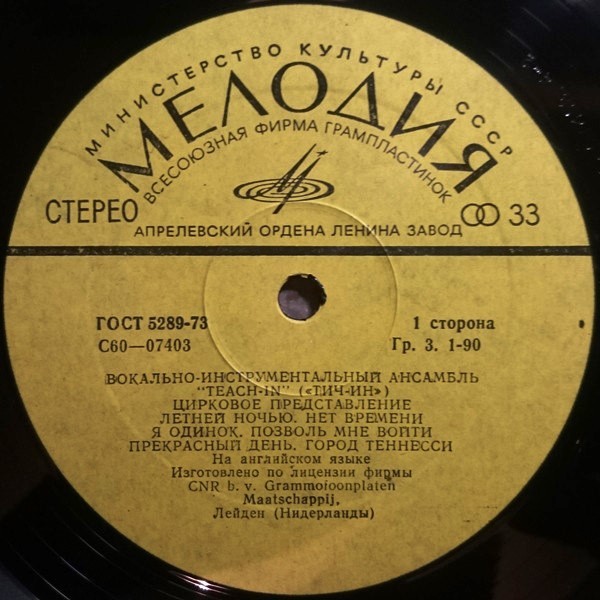 МИНИСТЕРСТВО КУЛЬТУРЫ СССР
МЕЛОДИЯ
ВСЕСОЮЗНАЯ ФИРМА ГРАМПЛАСТИНОК
СТЕРЕО
33
АПРЕЛЕВСКИЙ ОРДЕНА ЛЕНИНА ЗАВОД
ГОСТ 5289-73
1 сторона
С60—07403
Гр. 3. 1-90
ВОКАЛЬНО-ИНСТРУМЕНТАЛЬНЫЙ АНСАМБЛЬ
"TEACH-IN" («ТИЧ-ИН»)
ЦИРКОВОЕ ПРЕДСТАВЛЕНИЕ
ЛЕТНЕЙ НОЧЬЮ. НЕТ ВРЕМЕНИ
Я ОДИНОК. ПОЗВОЛЬ МНЕ ВОЙТИ
ПРЕКРАСНЫЙ ДЕНЬ. ГОРОД ТЕННЕССИ
На английском языке
Изготовлено по лицензии фирмы
CNR b. v. Grammofoonplaten
Maatschappij,
Лейден (Нидерланды)